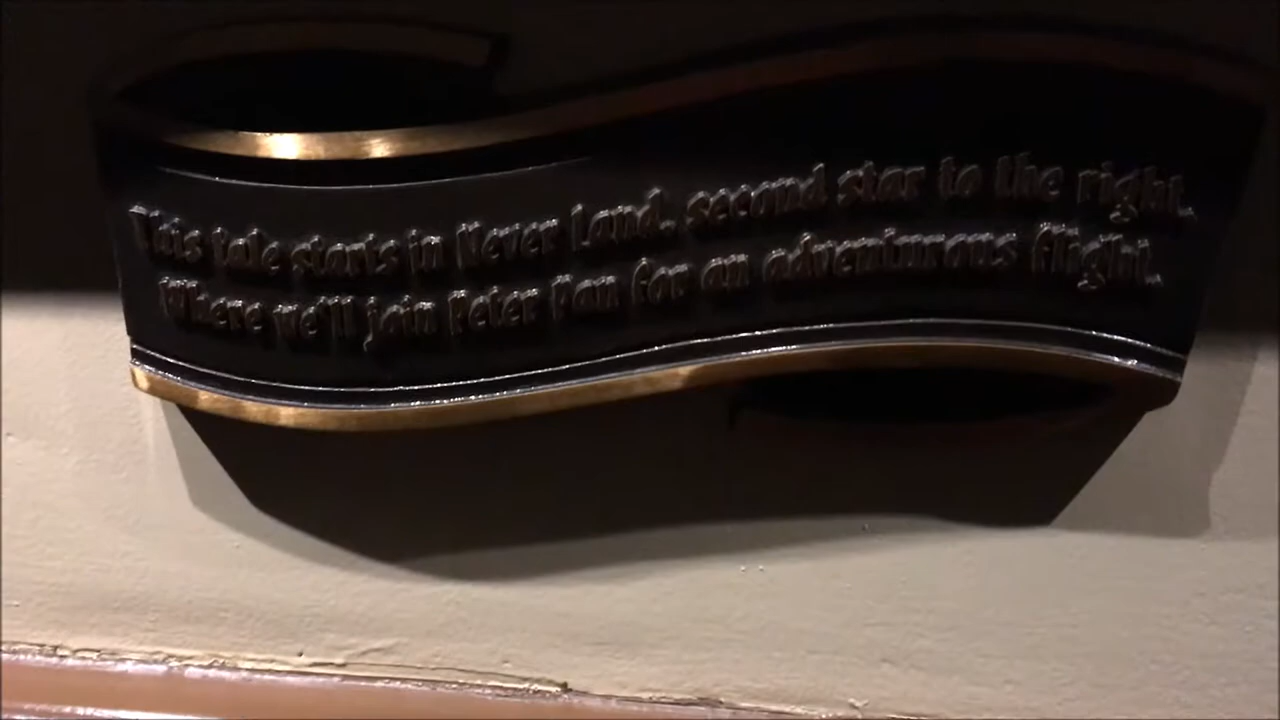 This tale starts in Never Land, second star to the right.
Where we'll join Peter Pan for an adventurous flight.